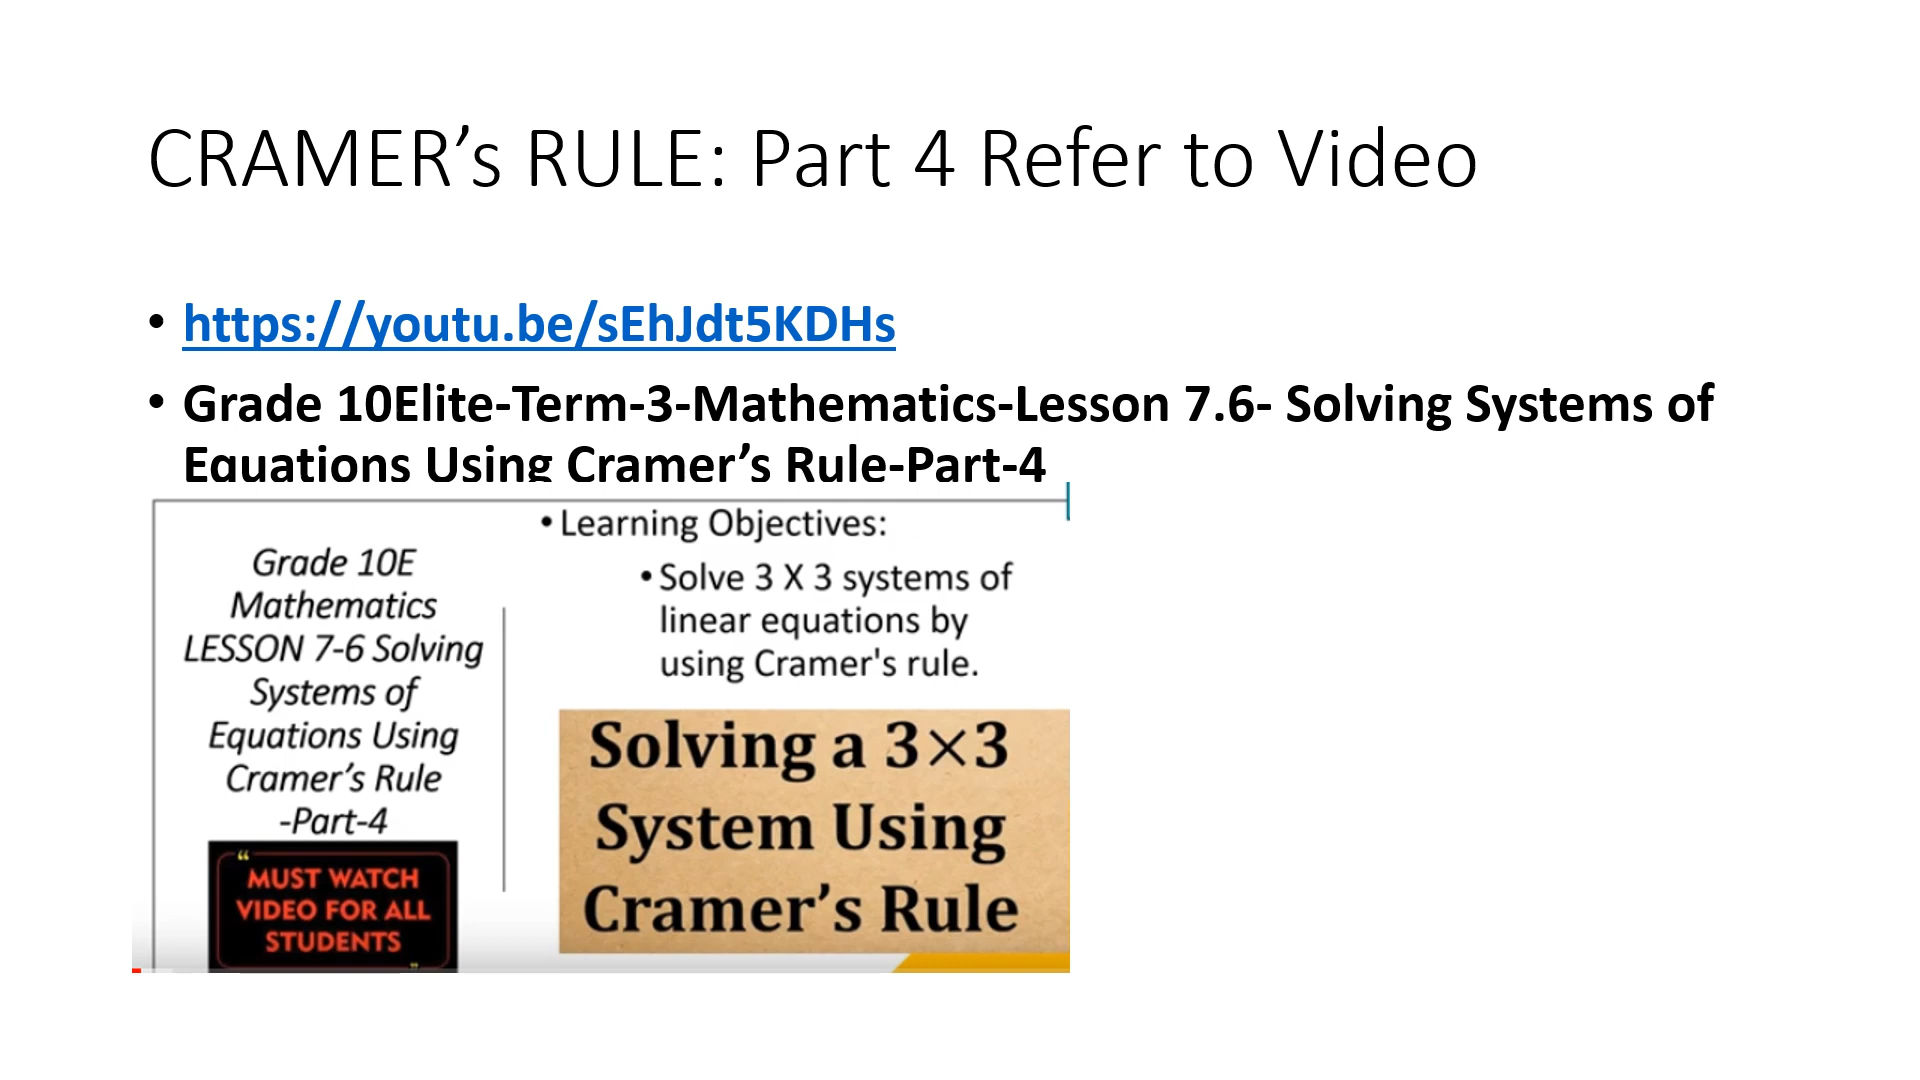 CRAMER’s RULE: Part 4 Refer to Video
• https://youtu.be/sEhJdt5KDHs
• Grade 10Elite-Term-3-Mathematics-Lesson 7.6- Solving Systems of
Equations Using Cramer’s Rule-Part-4
Grade 10E
Mathematics
LESSON 7-6 Solving
Systems of
Equations Using
Cramer’s Rule
-Part-4
“
MUST WATCH
VIDEO FOR ALL
STUDENTS
”
• Learning Objectives:
• Solve 3 X 3 systems of
linear equations by
using Cramer's rule.
Solving a 3×3
System Using
Cramer’s Rule